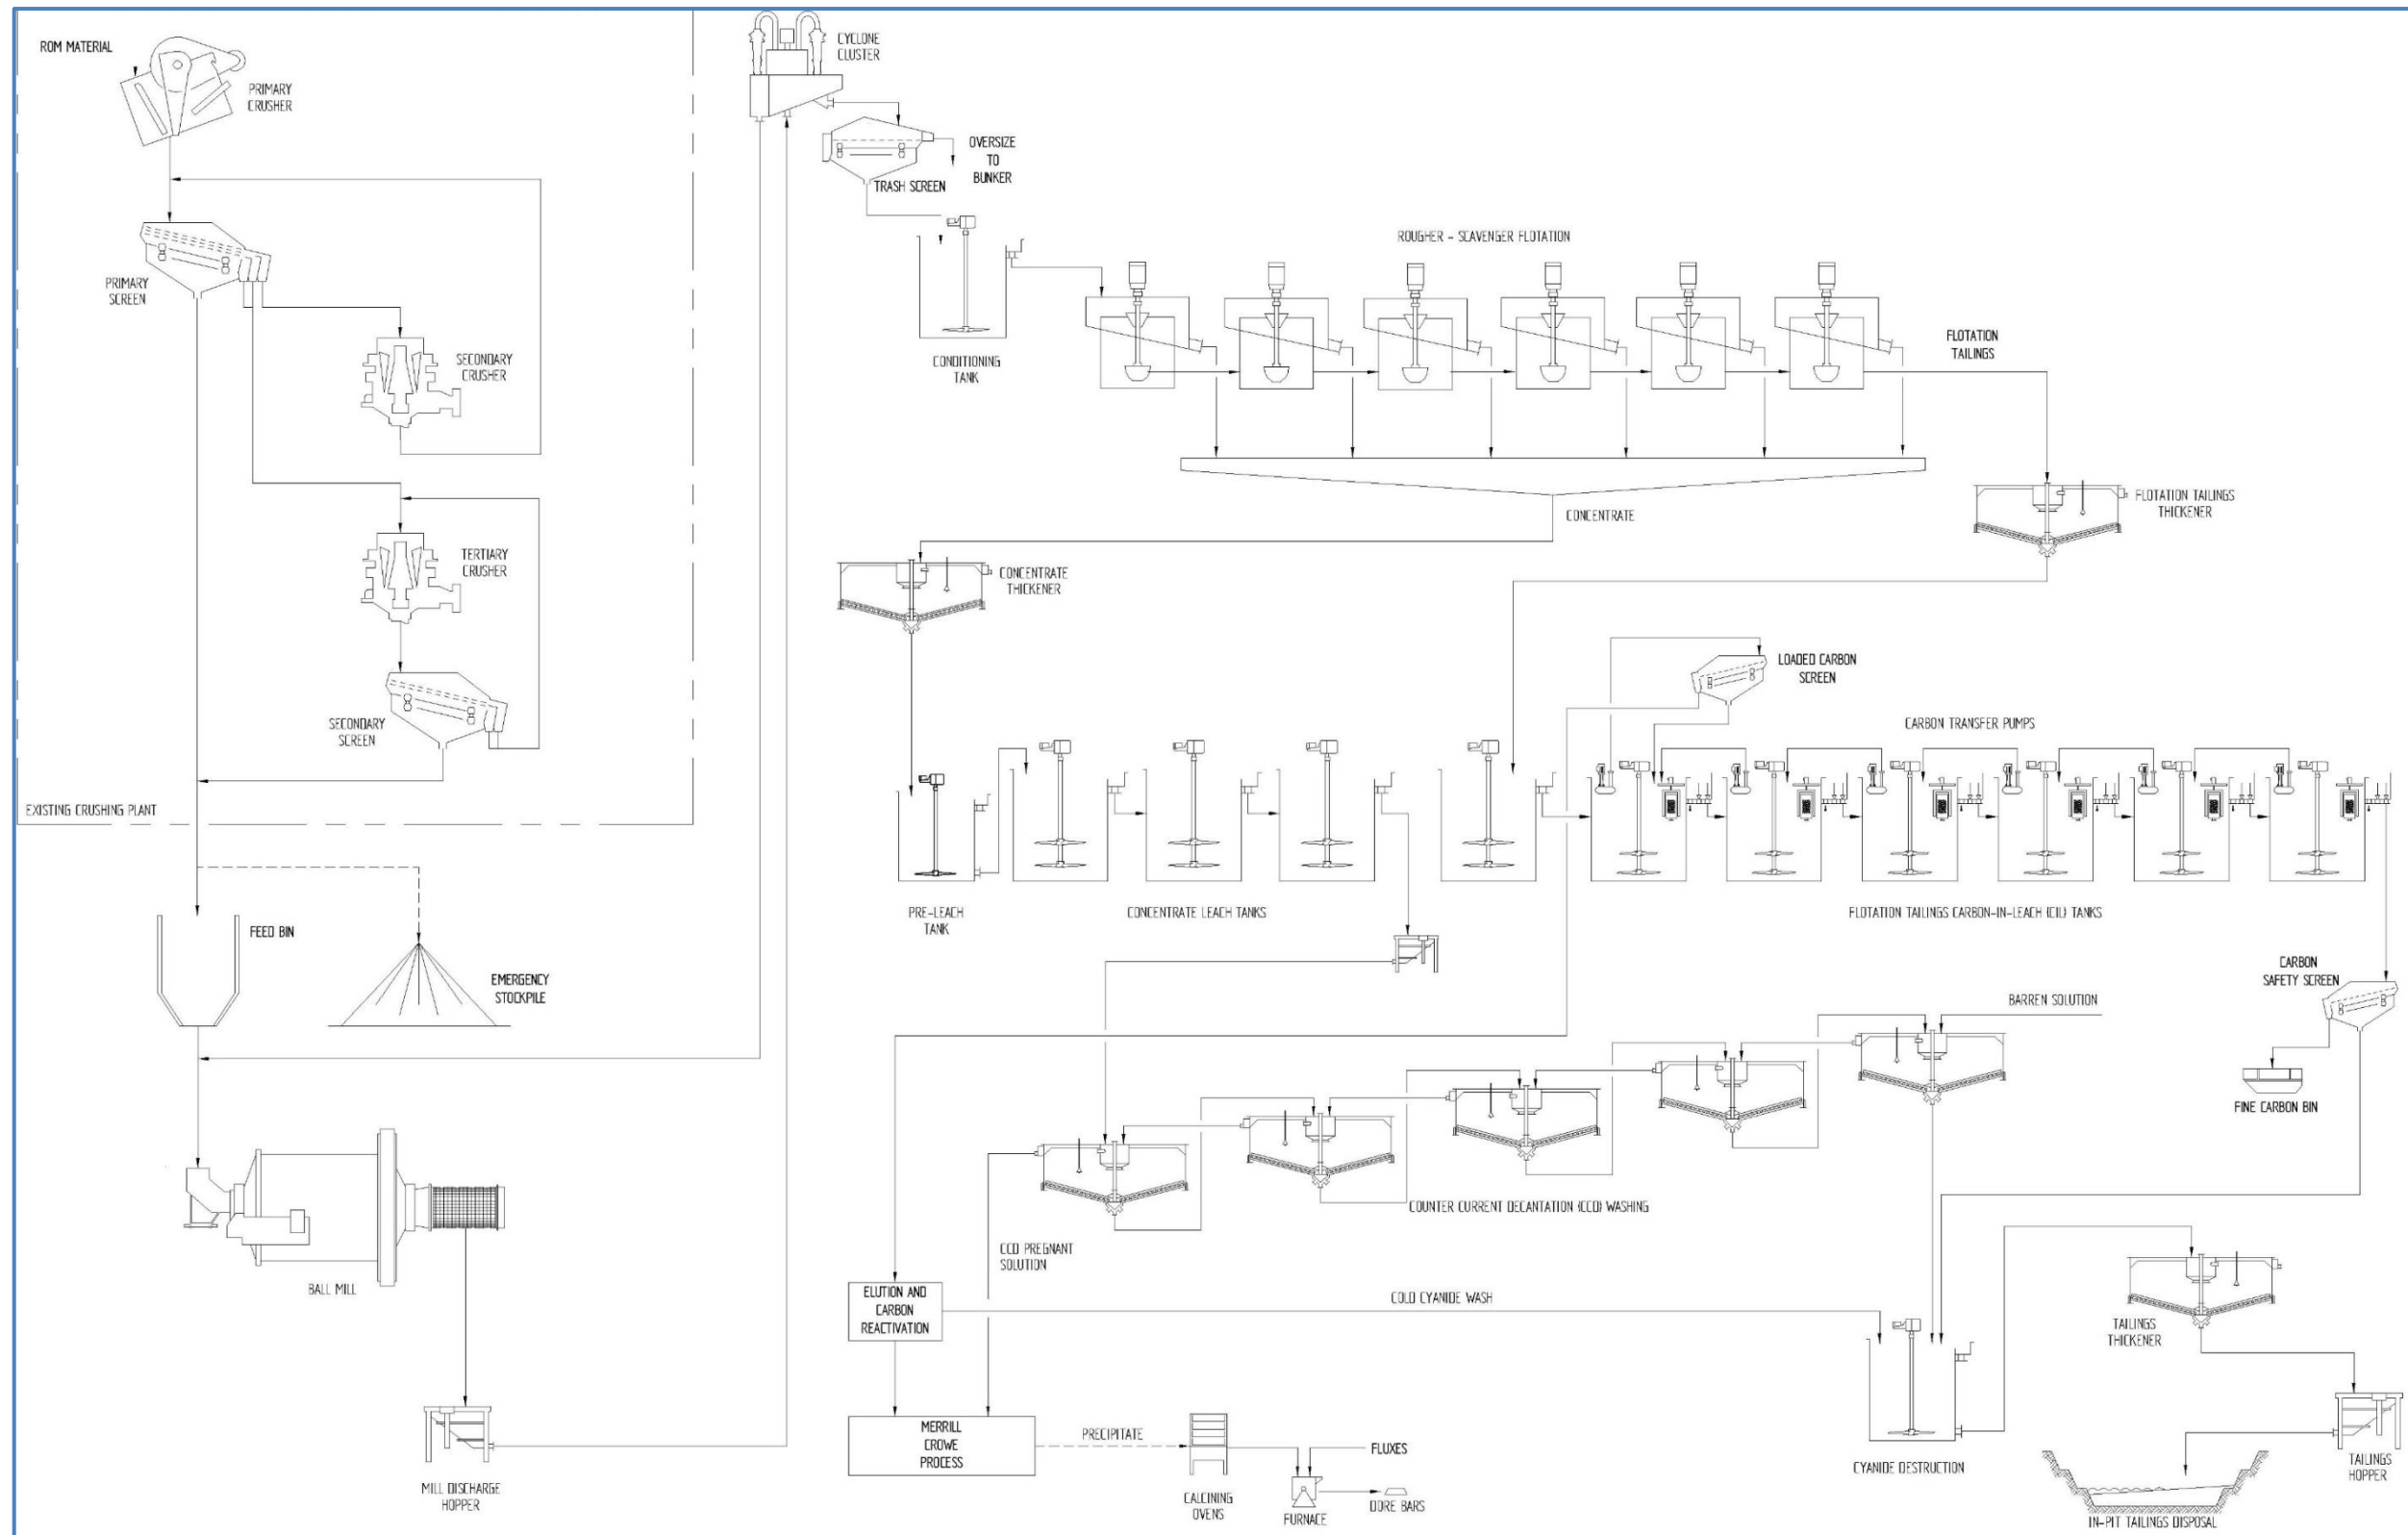 ROM MATERIAL
PRIMARY
CRUSHER
PRIMARY
SCREEN
SECONDARY
CRUSHER
TERTIARY
CRUSHER
SECONDARY
SCREEN
EXISTING CRUSHING PLANT
FEED BIN
EMERGENCY
STOCKPILE
BALL MILL
MILL DISCHARGE
HOPPER
CYCLONE
CLUSTER
OVERSIZE
TO
BUNKER
TRASH SCREEN
CONDITIONING
TANK
ROUGHER - SCAVENGER FLOTATION
FLOTATION
TAILINGS
CONCENTRATE
FLOTATION TAILINGS
THICKENER
CONCENTRATE
THICKENER
LOADED CARBON
SCREEN
CARBON TRANSFER PUMPS
PRE-LEACH
TANK
CONCENTRATE LEACH TANKS
FLOTATION TAILINGS CARBON-IN-LEACH (CIL) TANKS
CARBON
SAFETY SCREEN
BARREN SOLUTION
FINE CARBON BIN
COUNTER CURRENT DECANTATION (CCD) WASHING
CCD PREGNANT
SOLUTION
ELUTION AND
CARBON
REACTIVATION
COLD CYANIDE WASH
TAILINGS
THICKENER
MERRILL
CROWE
PROCESS
PRECIPITATE
CALCINING
OVENS
FLUXES
FURNACE
DORE BARS
CYANIDE DESTRUCTION
TAILINGS
HOPPER
IN-PIT TAILINGS DISPOSAL